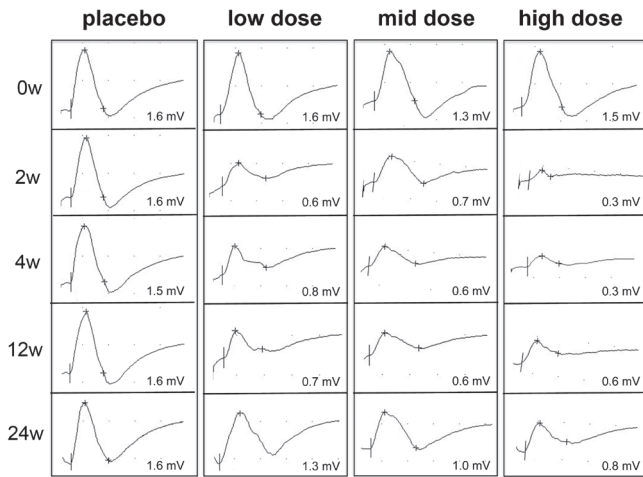 placebo low dose mid dose high dose
0w 1.6 mV 1.6 mV 1.3 mV 1.5 mV
2w 1.6 mV 0.6 mV 0.7 mV 0.3 mV
4w 1.5 mV 0.8 mV 0.6 mV 0.3 mV
12w 1.6 mV 0.7 mV 0.6 mV 0.6 mV
24w 1.6 mV 1.3 mV 1.0 mV 0.8 mV